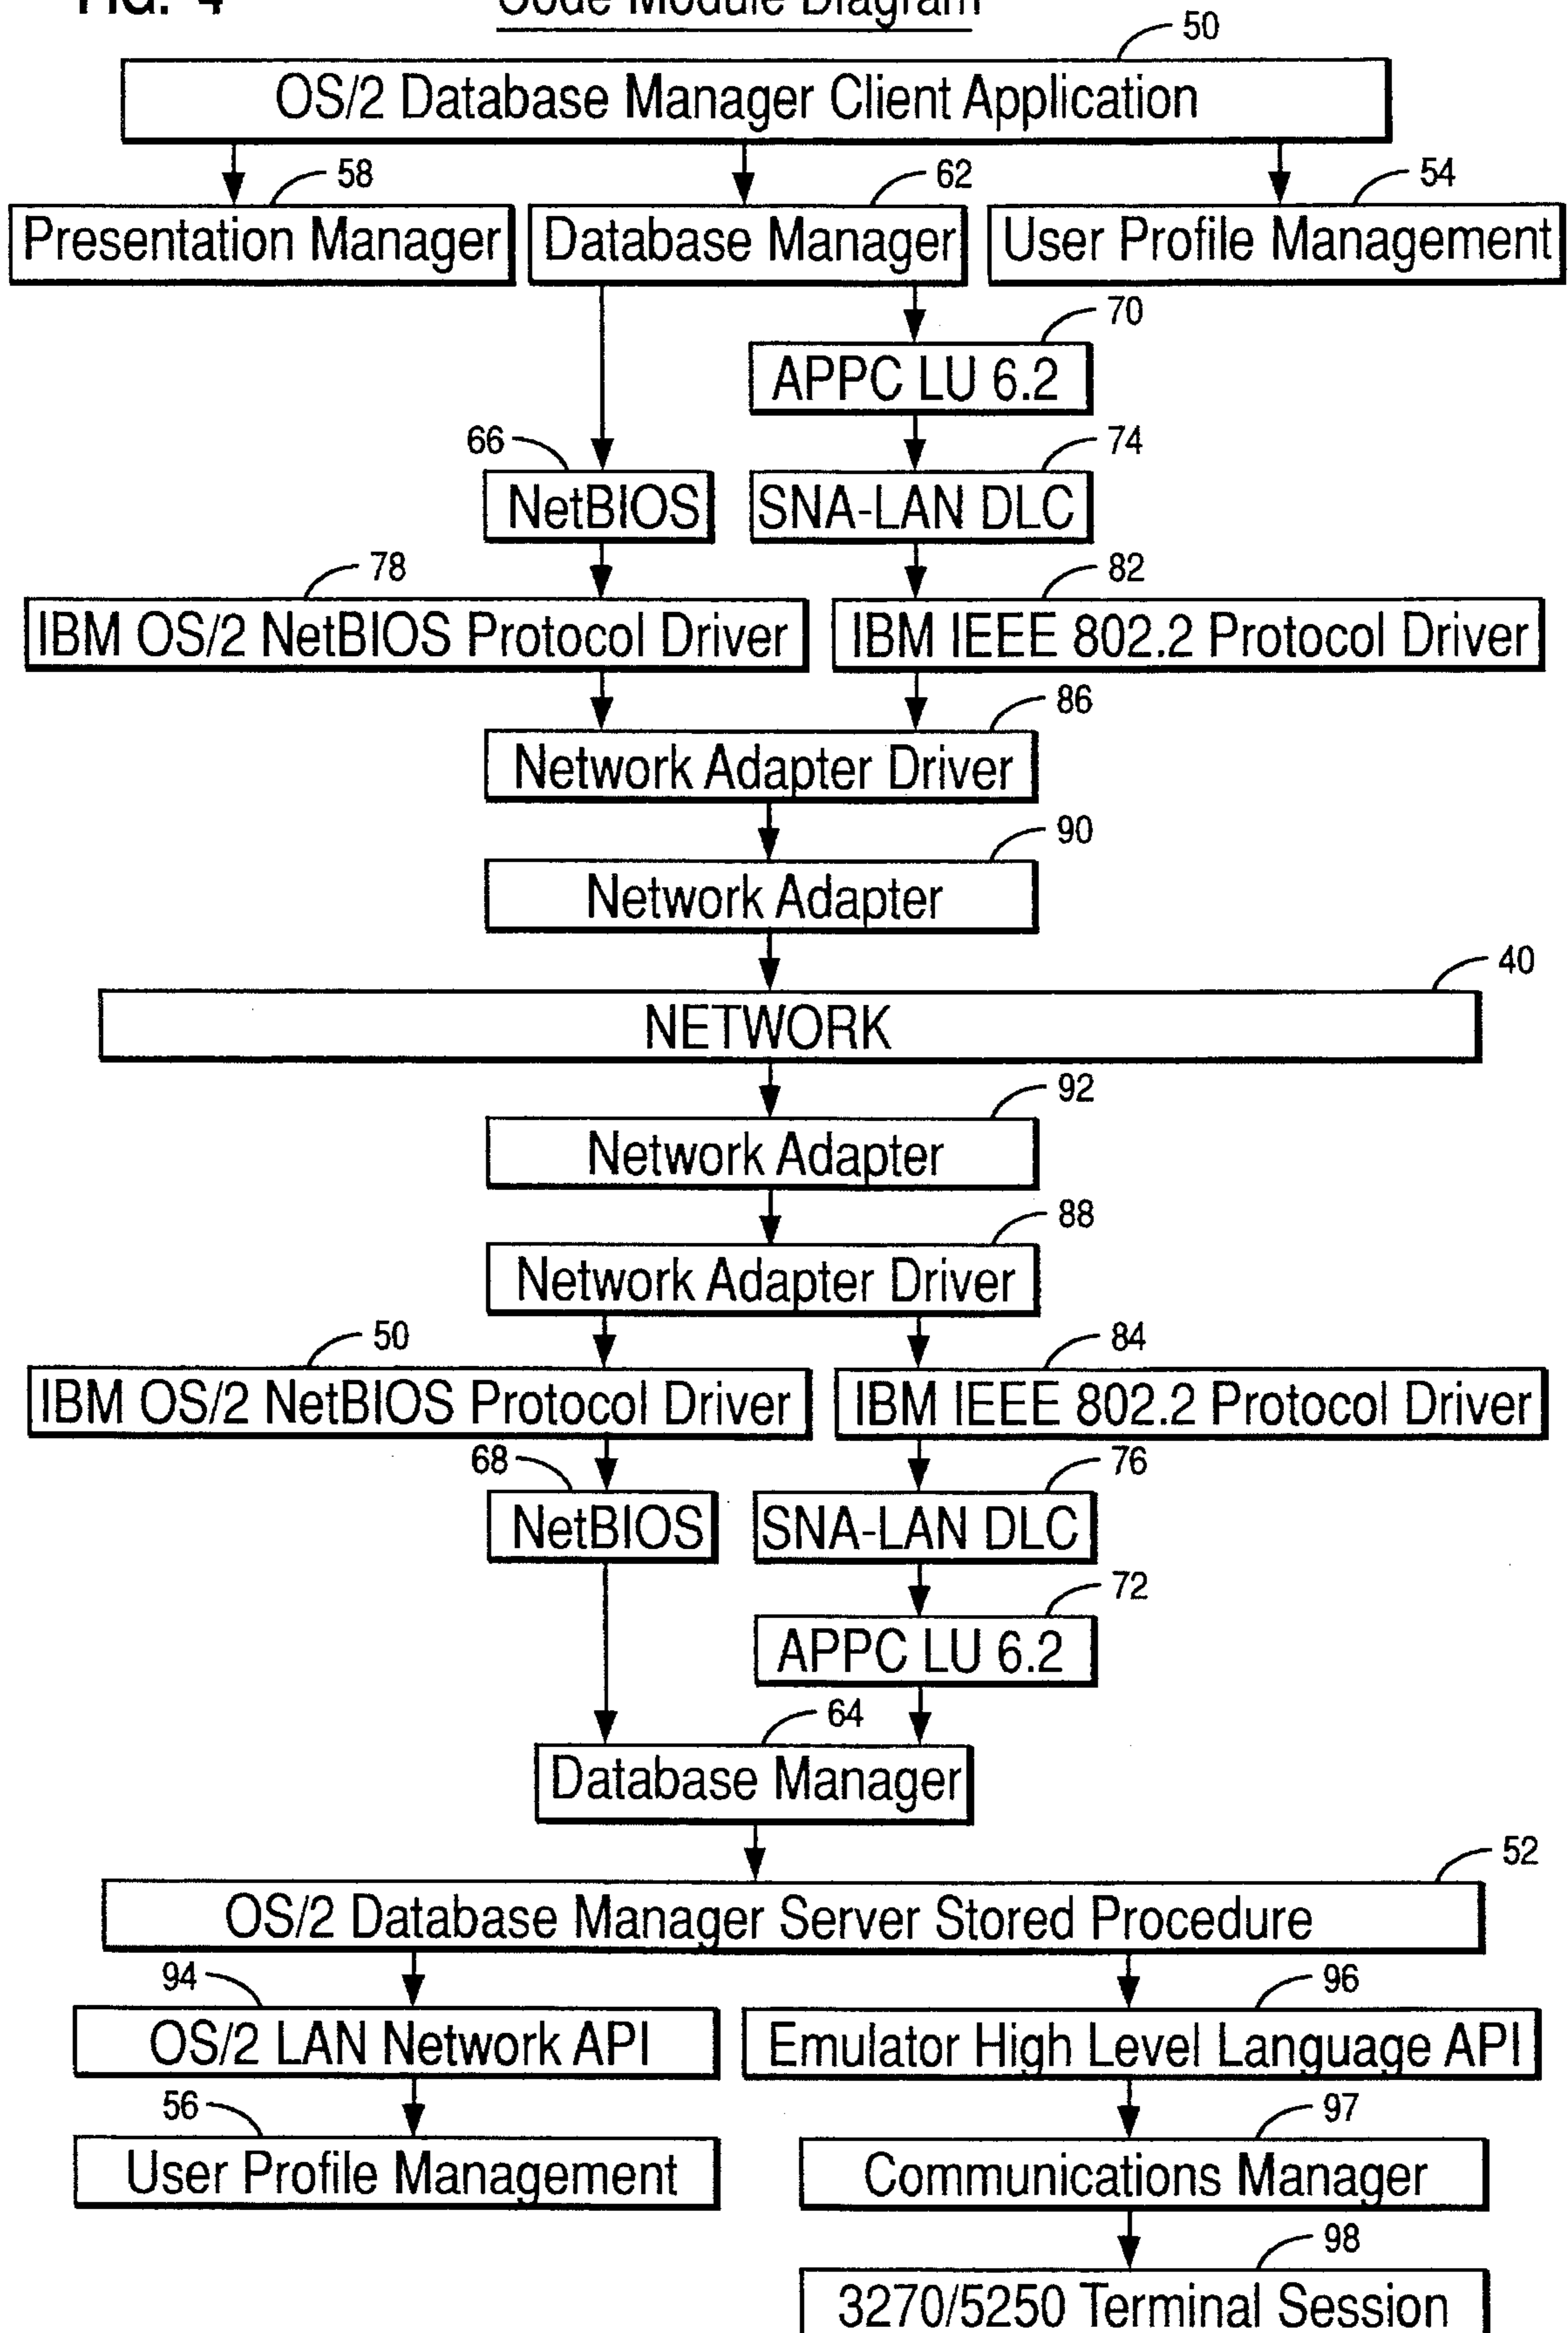 FIG. 4
Code Module Diagram
50
OS/2 Database Manager Client Application
58
62
54
Presentation Manager
Database Manager
User Profile Management
70
APPC LU 6.2
66
74
NetBIOS
SNA-LAN DLC
78
82
IBM OS/2 NetBIOS Protocol Driver
IBM IEEE 802.2 Protocol Driver
86
Network Adapter Driver
90
Network Adapter
40
NETWORK
92
Network Adapter
88
Network Adapter Driver
50
84
IBM OS/2 NetBIOS Protocol Driver
IBM IEEE 802.2 Protocol Driver
68
76
NetBIOS
SNA-LAN DLC
72
APPC LU 6.2
64
Database Manager
52
OS/2 Database Manager Server Stored Procedure
94
96
OS/2 LAN Network API
Emulator High Level Language API
56
97
User Profile Management
Communications Manager
98
3270/5250 Terminal Session